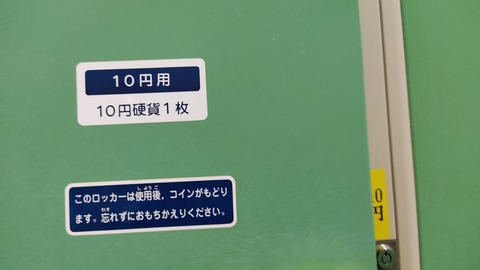 10円用
10円硬貨1枚
このロッカーは使用後，コインがもどり
ます。忘れずにおもちかえりください。
10
円